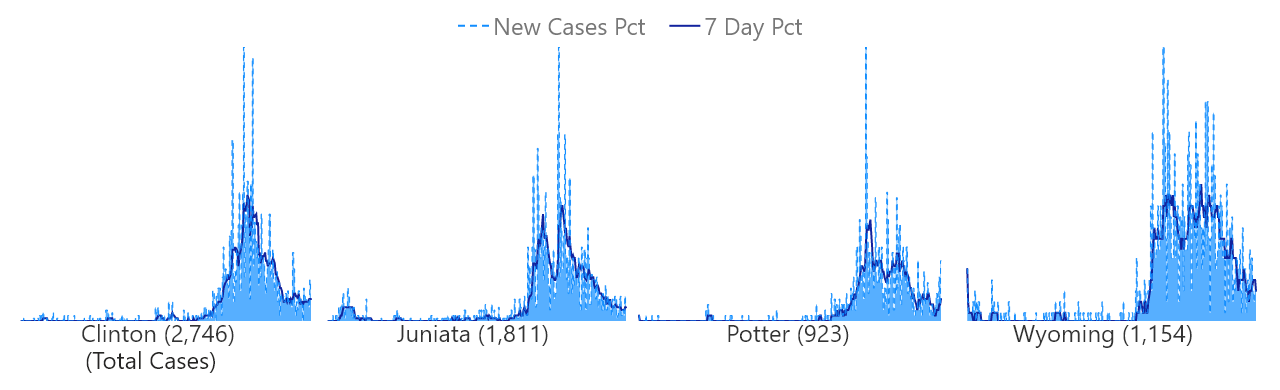 New Cases Pct 7 Day Pct
Clinton (2,746) Juniata (1,811) Potter (923) Wyoming (1,154)
(Total Cases)